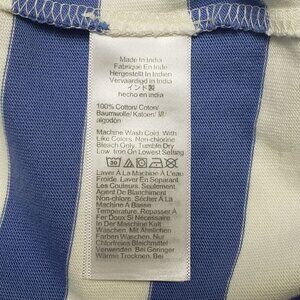 Made In India
Fabriqué En Inde
Hergestellt In Indien
Vervaardigd in India
インド製
hecho en india
100% Cotton/ Coton/
Baumwolle/ Katoen/ 綿/
algodón
Machine Wash Cold. With
Like Colors. Non-chlorine
Bleach Only. Tumble Dry
Low. Iron On Lowest Setting
30
Laver À La Machine À L'eau
Froide. Laver En Separant
Les Couleurs. Seulement.
Agent De Blanchiment
Non-chlore. Sécher À La
Machine À Basse
Température. Repasser À
Fer Doux Si Nécessaire
In Der Maschine Kalt
Waschen. Mit Ähnlichen
Farben Waschen. Nur
Chlorfreies Bleichmittel
Verwenden. Bei Geringer
Wärme Trocknen. Bei